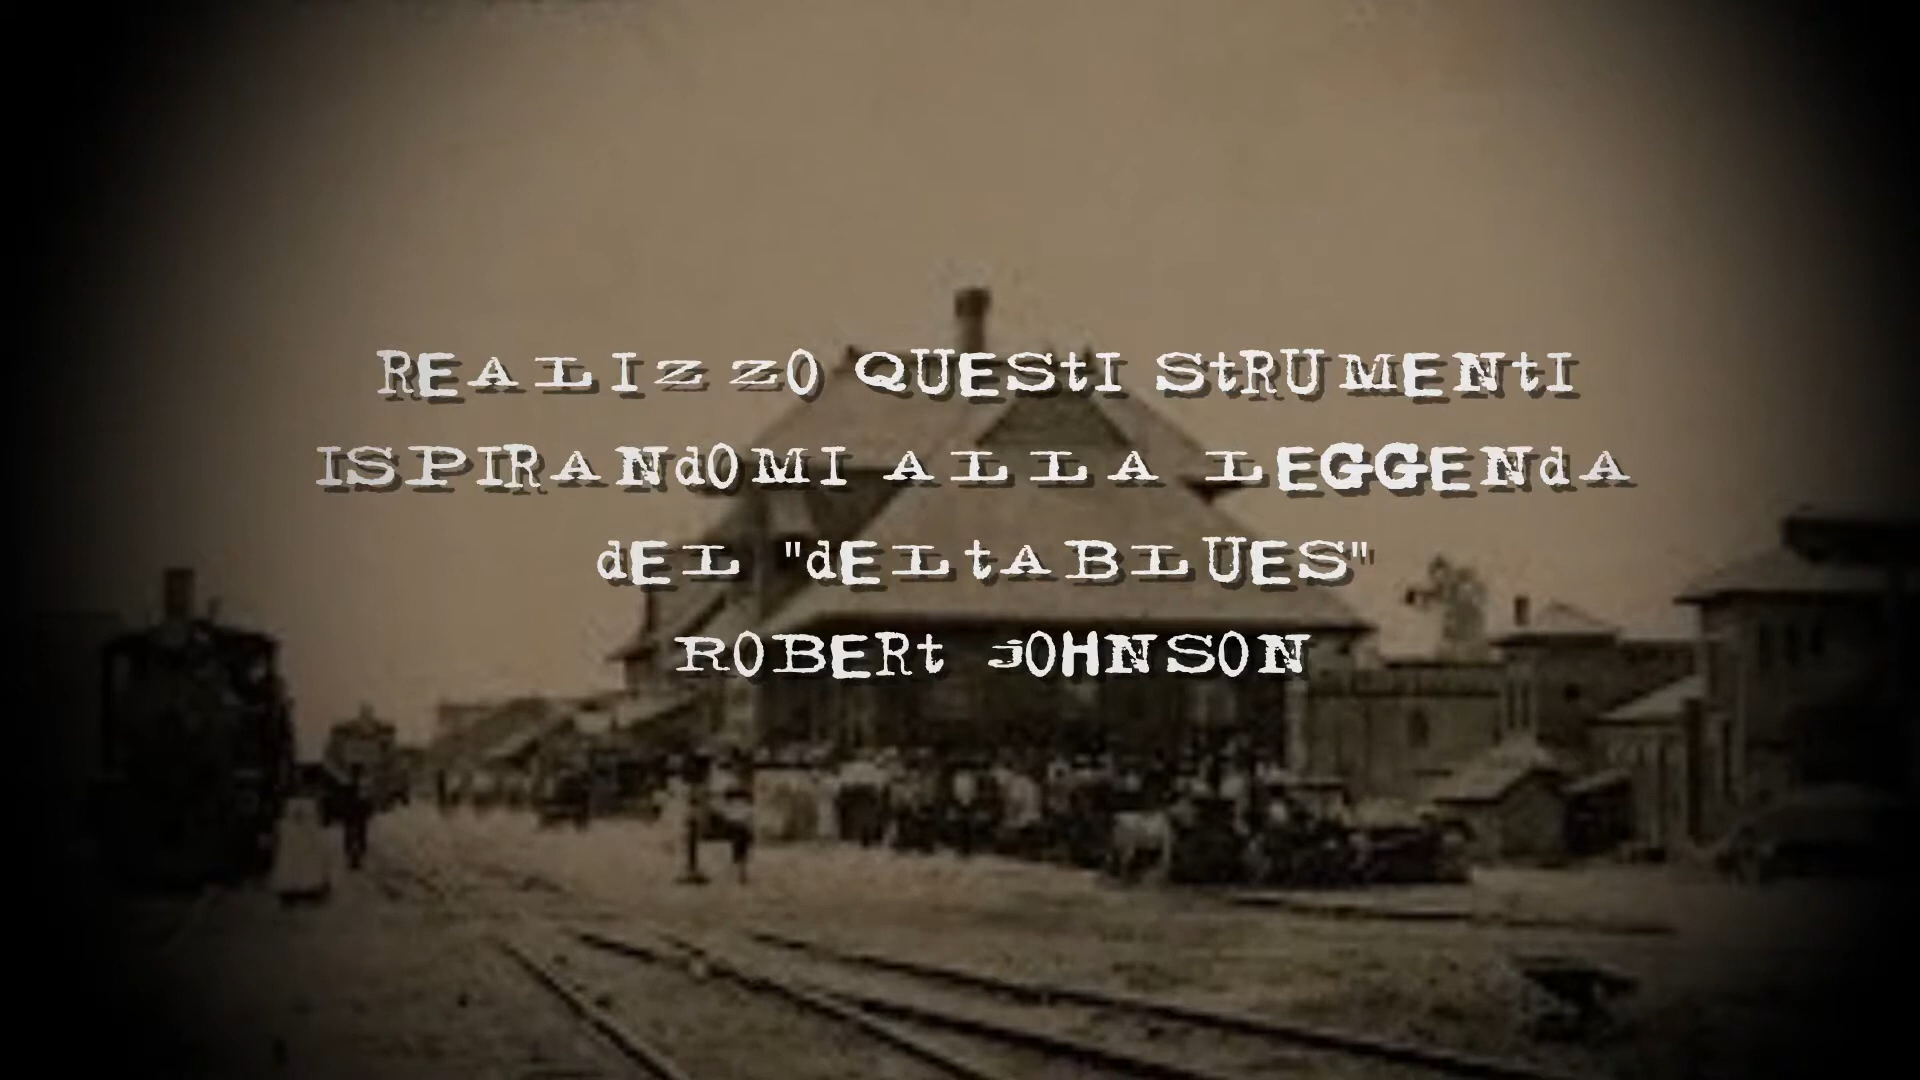 REALIZZO QUESTI STRUMENTI
ISPIRANDOMI ALLA LEGGENDA
DEL "DELTABLUES"
ROBERT JOHNSON